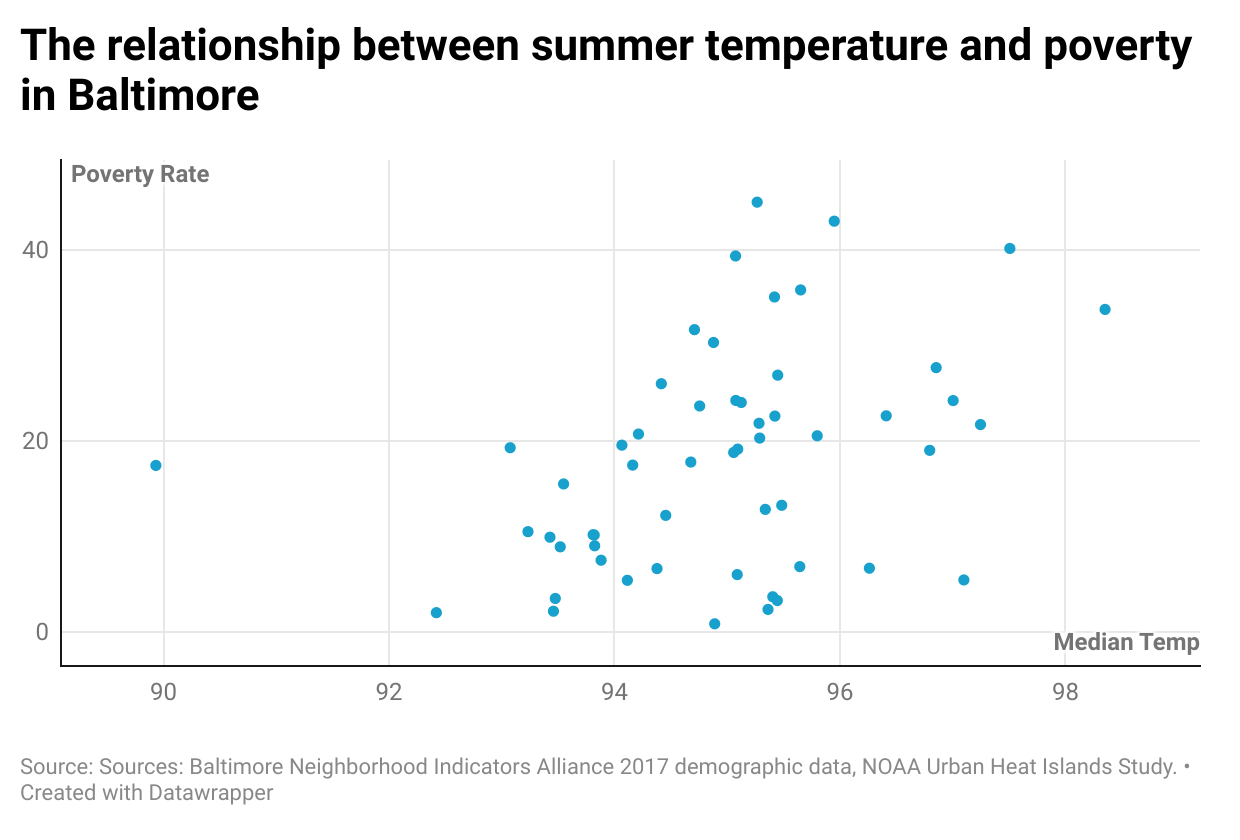 The relationship between summer temperature and poverty
in Baltimore
Poverty Rate
40
20
0
Median Temp
90 92 94 96 98
Source: Sources: Baltimore Neighborhood Indicators Alliance 2017 demographic data, NOAA Urban Heat Islands Study. •
Created with Datawrapper